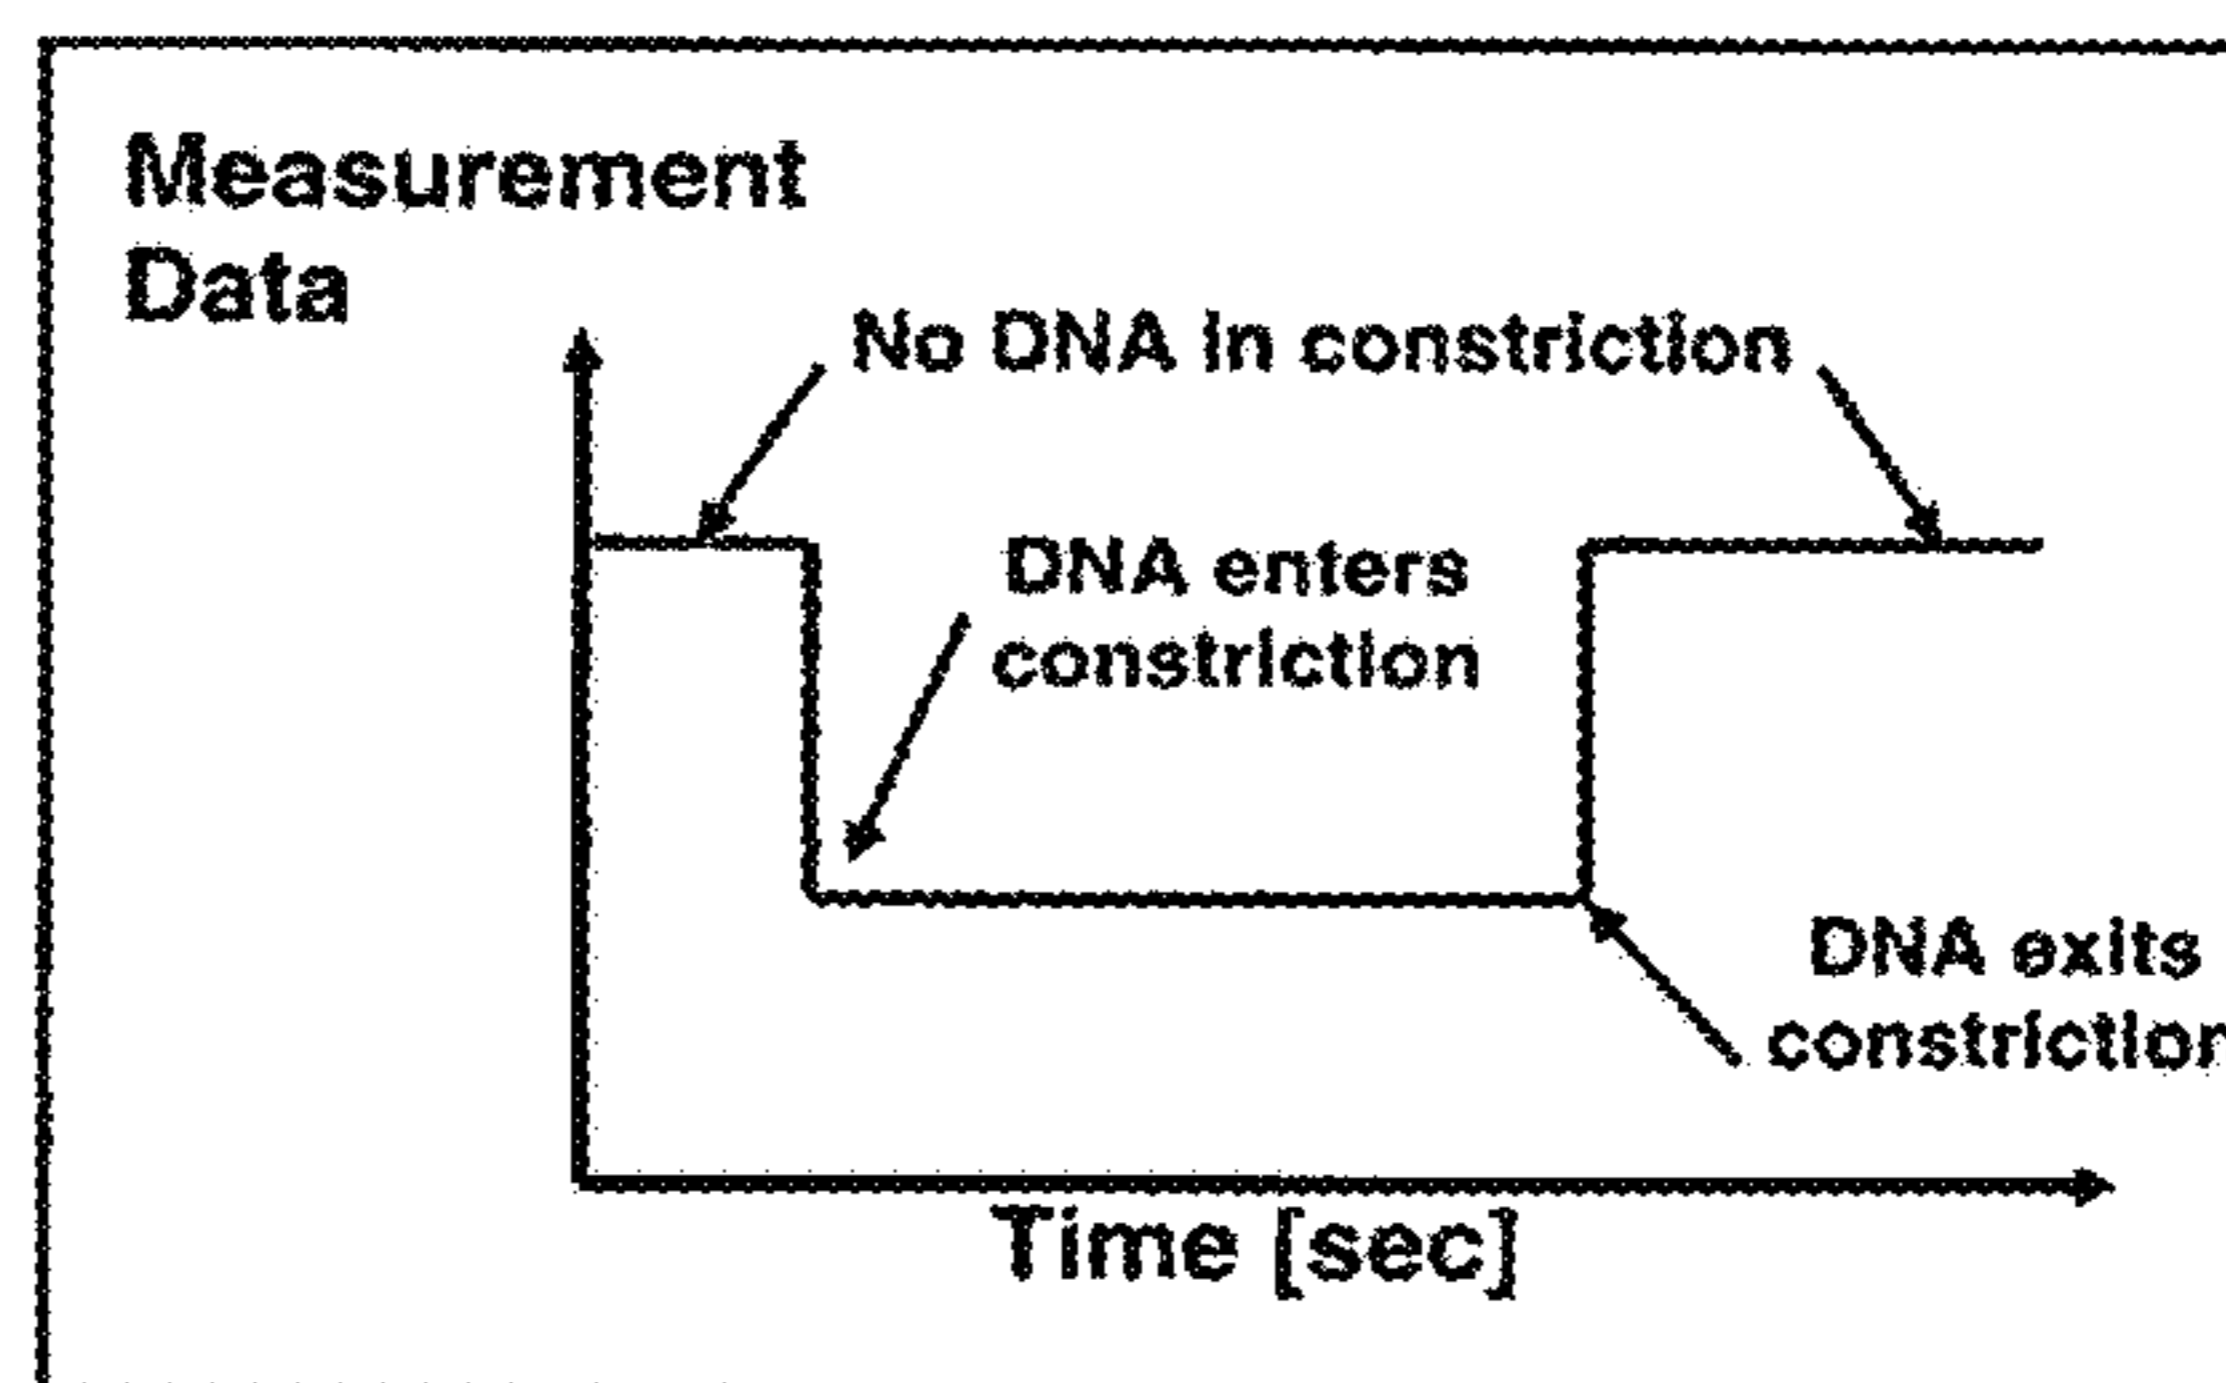 Measurement
Data
No DNA in constriction
DNA enters
constriction
DNA exits
constriction
Time [sec]